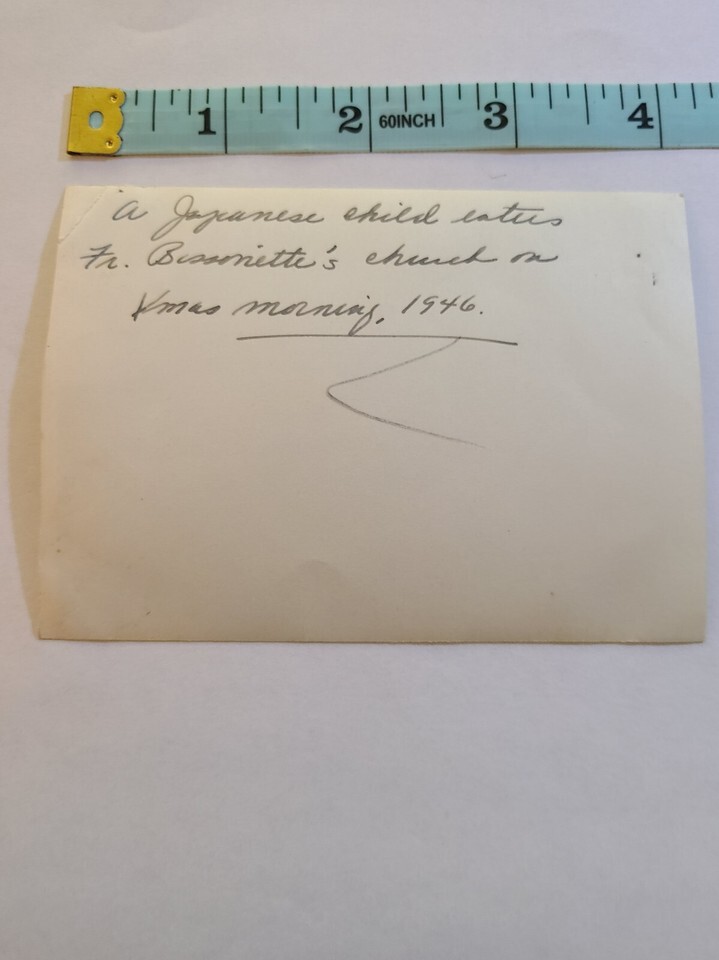 1 2 60INCH 3 4
A Japanese child enters
Fr. Bissonette's church on
Xmas morning, 1946.